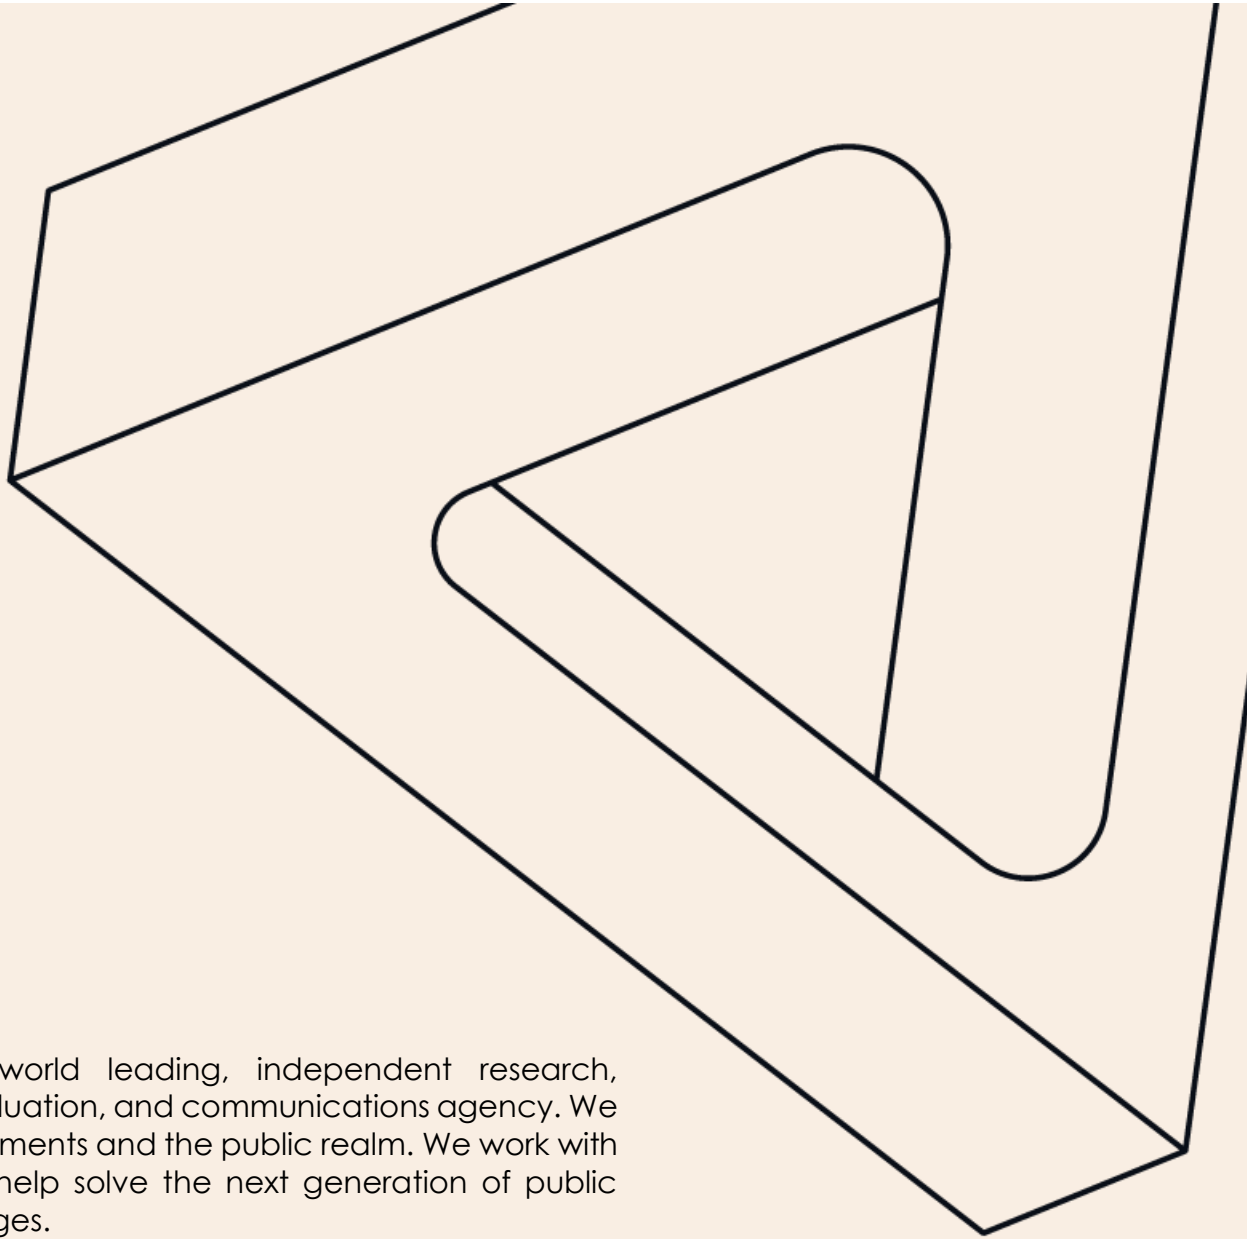 world leading, independent research,
luation, and communications agency. We
ments and the public realm. We work with
help solve the next generation of public
ges.